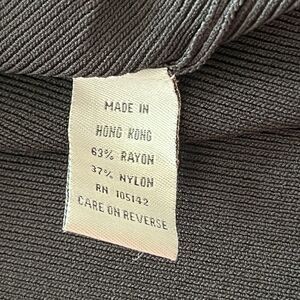 MADE IN
HONG KONG
63% RAYON
37% NYLON
RN 105142
CARE ON REVERSE